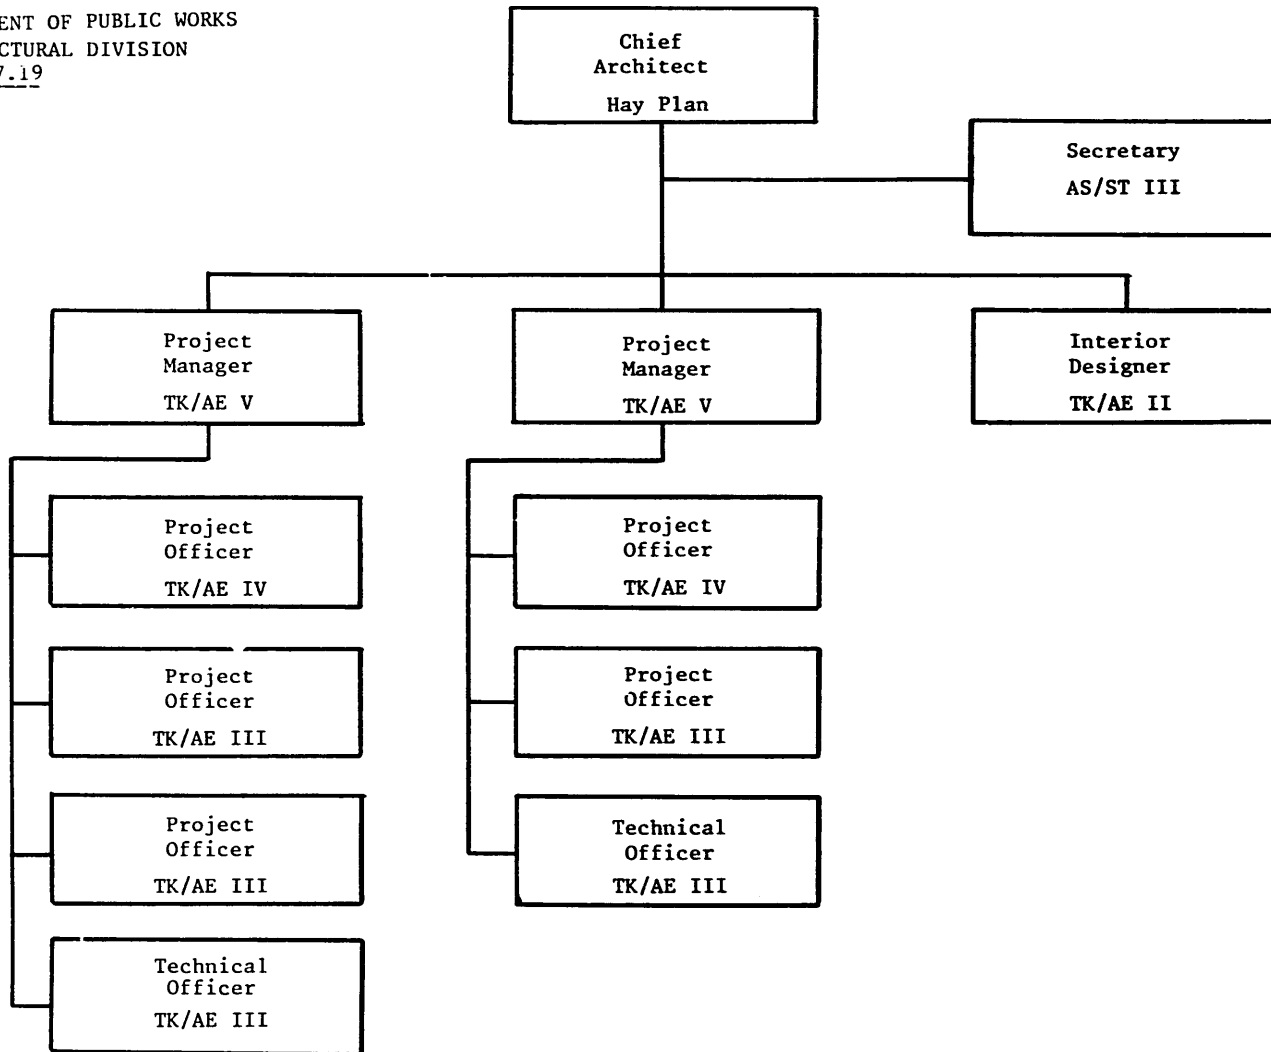 ENT OF PUBLIC WORKS
CTURAL DIVISION
7.19
Chief
Architect
Hay Plan
Secretary
AS/ST III
Project
Manager
TK/AE V
Project
Manager
TK/AE V
Interior
Designer
TK/AE II
Project
Officer
TK/AE IV
Project
Officer
TK/AE III
Project
Officer
TK/AE III
Technical
Officer
TK/AE III
Project
Officer
TK/AE IV
Project
Officer
TK/AE III
Technical
Officer
TK/AE III